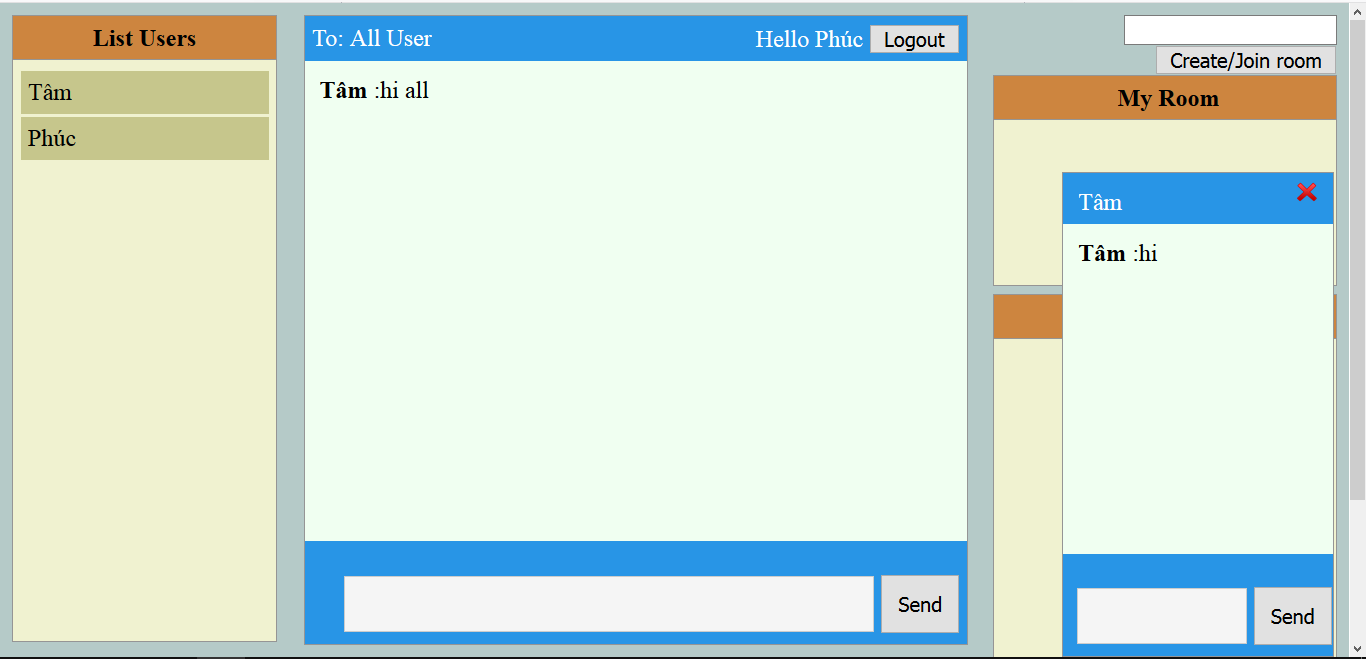 List Users
Tâm
Phúc
To: All User
Hello Phúc
Logout
Tâm :hi all
Send
Create/Join room
My Room
Tâm
Tâm :hi
Send